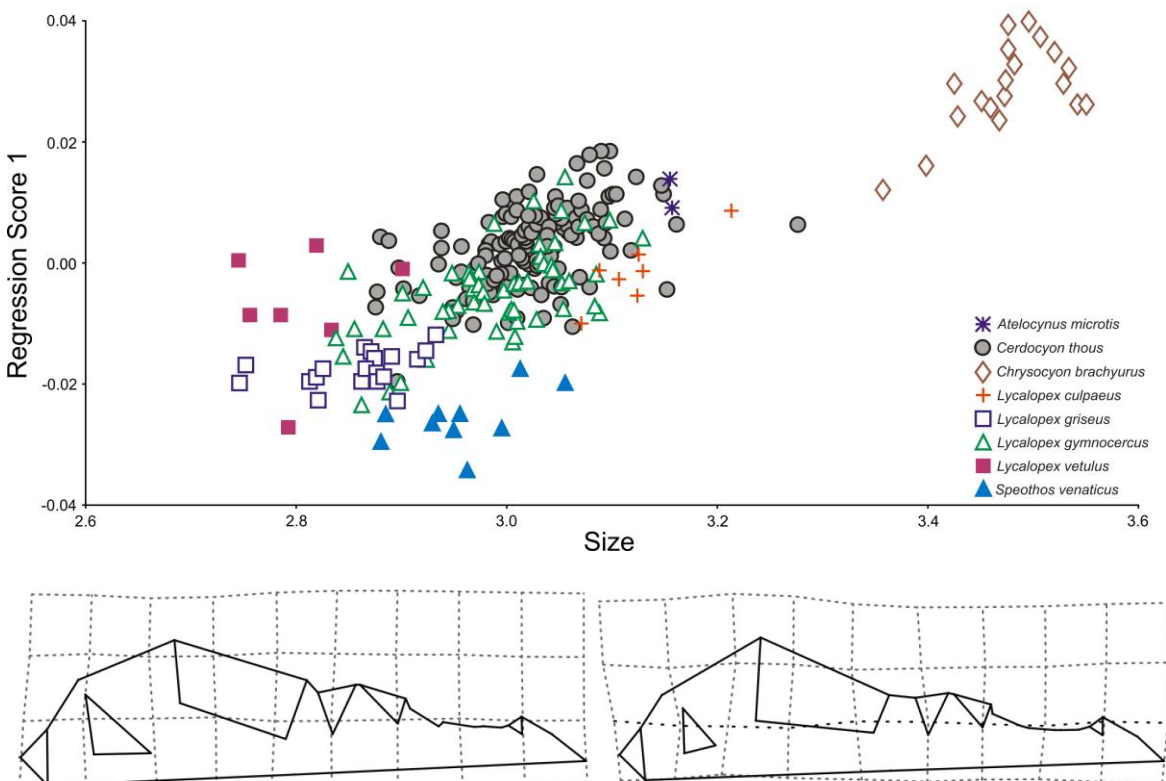 0.04
0.02
0.00
-0.02
-0.04
Regression Score 1
Atelocynus microtis
Cerdocyon thous
Chrysocyon brachyurus
Lycalopex culpaeus
Lycalopex griseus
Lycalopex gymnocercus
Lycalopex vetulus
Speothos venaticus
2.6 2.8 3.0 3.2 3.4 3.6
Size